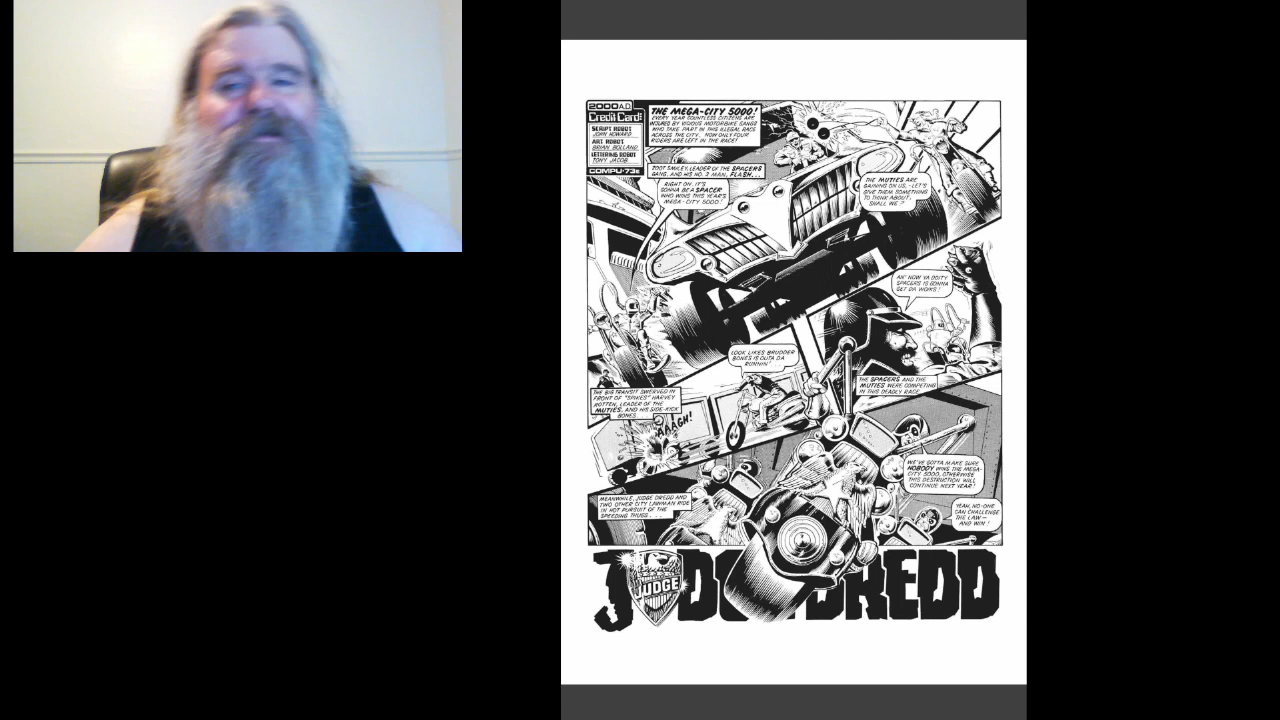 2000 A.D.
Credit Card:
SCRIPT ROBOT
JOHN HOWARD
ART ROBOT
BRIAN BOLLAND
LETTERING ROBOT
TONY JACOB
COMPU·73E
THE MEGA-CITY 5000!
EVERY YEAR COUNTLESS CITIZENS ARE
INJURED BY VICIOUS MOTORBIKE GANGS
WHO TAKE PART IN THIS ILLEGAL RACE
ACROSS THE CITY. NOW ONLY FOUR
RIDERS ARE LEFT IN THE RACE!
ZOOT SMILEY, LEADER OF THE SPACERS
GANG, AND HIS NO. 2 MAN, FLASH...
RIGHT ON. IT'S
GONNA BE A SPACER
WHO WINS THIS YEAR'S
MEGA-CITY 5000!
THE MUTIES ARE
GAINING ON US,-LET'S
GIVE THEM SOMETHING
TO THINK ABOUT,
SHALL WE?
AN' NOW YA DOITY
SPACERS IS GONNA
GET DA WOIKS!
LOOK LIKES BRUDDER
BONES IS OUTA DA
RUNNIN'!
THE SPACERS AND THE
MUTIES WERE COMPETING
IN THIS DEADLY RACE
THE BIG TRANSIT SWERVED IN
FRONT OF "SPIKES" HARVEY
ROTTEN, LEADER OF THE
MUTIES, AND HIS SIDE-KICK
BONES
AAAGH!
WE'VE GOTTA MAKE SURE
NOBODY WINS THE MEGA-
CITY 5000, OTHERWISE
THIS DESTRUCTION WILL
CONTINUE NEXT YEAR!
MEANWHILE, JUDGE DREDD AND
TWO OTHER CITY LAWMAN RIDE
IN HOT PURSUIT OF THE
SPEEDING THUGS....
YEAH, NO-ONE
CAN CHALLENGE
THE LAW—
AND WIN!
JUDGE DREDD
JUDGE